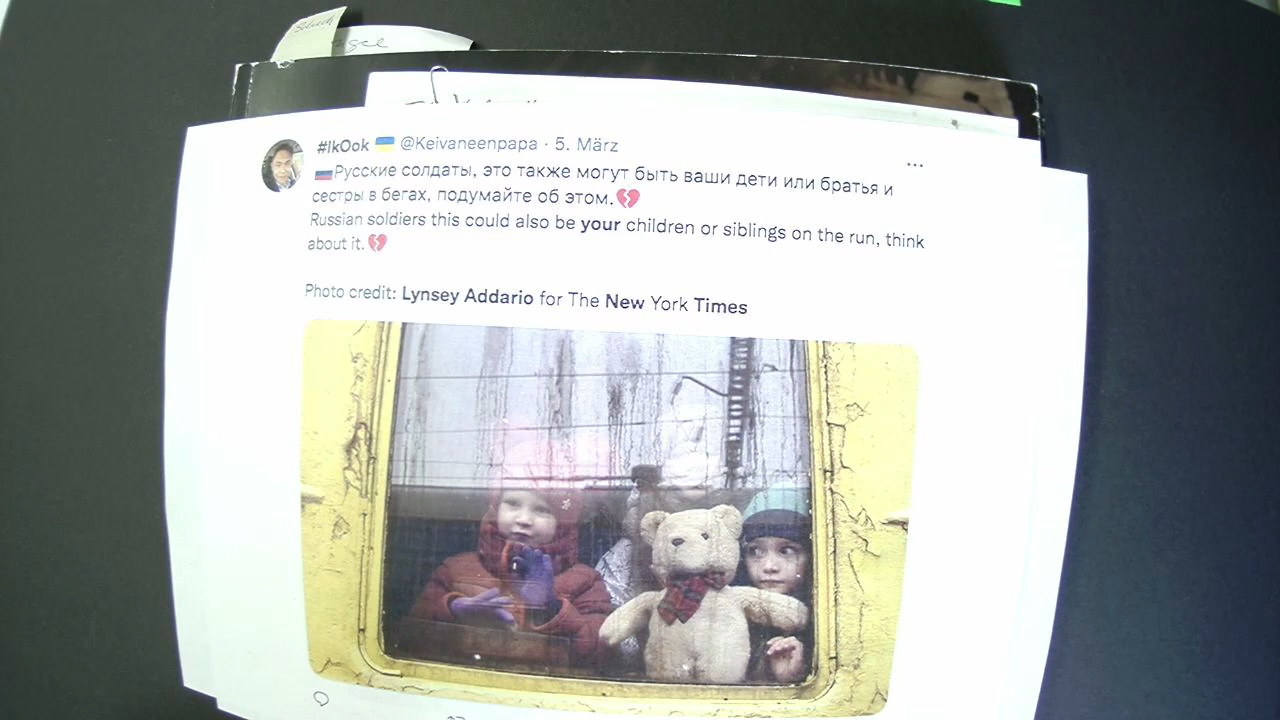 #IkOok 🇺🇦 @Keivaneenpapa · 5. März
🇷🇺Русские солдаты, это также могут быть ваши дети или братья и
сестры в бегах, подумайте об этом.💔
Russian soldiers this could also be your children or siblings on the run, think
about it.💔
Photo credit: Lynsey Addario for The New York Times